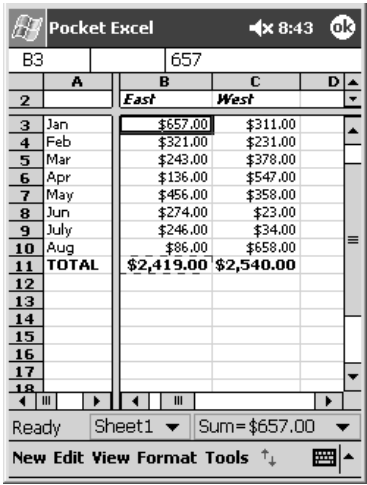 Pocket Excel 8:43 ok
B3 657
A B C D
2 East West
3 Jan $657.00 $311.00
4 Feb $321.00 $231.00
5 Mar $243.00 $378.00
6 Apr $136.00 $547.00
7 May $456.00 $358.00
8 Jun $274.00 $23.00
9 July $246.00 $34.00
10 Aug $86.00 $658.00
11 TOTAL $2,419.00 $2,540.00
12
13
14
15
16
17
18
Ready Sheet1 Sum=$657.00
New Edit View Format Tools